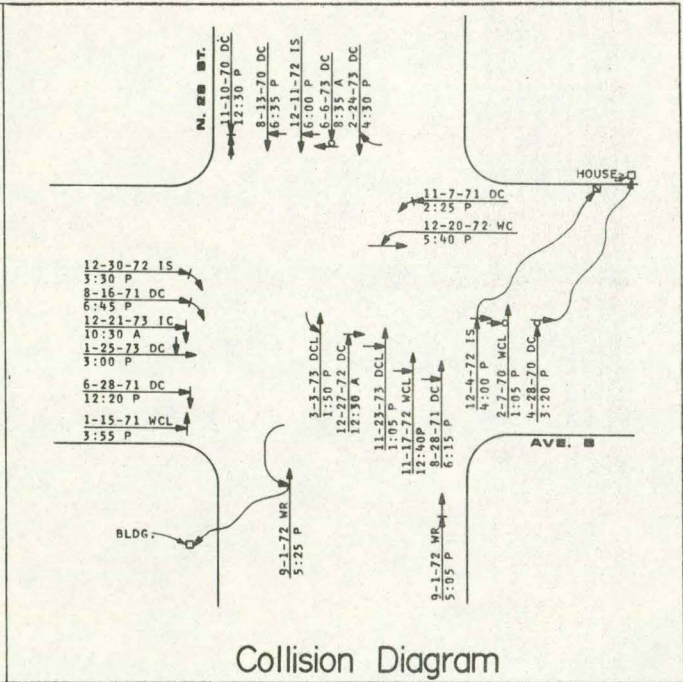 N. 28 ST.
11-10-70 DC
12:30 P
8-13-70 DC
6:35 P
12-11-72 IS
6:00 P
6-6-73 DC
8:35 A
2-24-73 DC
4:30 P
HOUSE
11-7-71 DC
2:25 P
12-20-72 WC
5:40 P
12-30-72 IS
3:30 P
8-16-71 DC
6:45 P
12-21-73 IC
10:30 A
1-25-73 DC
3:00 P
6-28-71 DC
12:20 P
1-15-71 WCL
3:55 P
3-3-73 DCL
1:50 P
12-27-72 DC
12:30 A
11-23-73 DCL
1:05 P
11-17-72 WCL
12:40P
8-28-71 DC
6:15 P
12-4-72 IS
4:00 P
2-7-70 WCL
1:05 P
4-28-70 DC
3:20 P
AVE. B
BLDG.
9-1-72 WR
5:25 P
9-1-72 WR
5:05 P
Collision Diagram